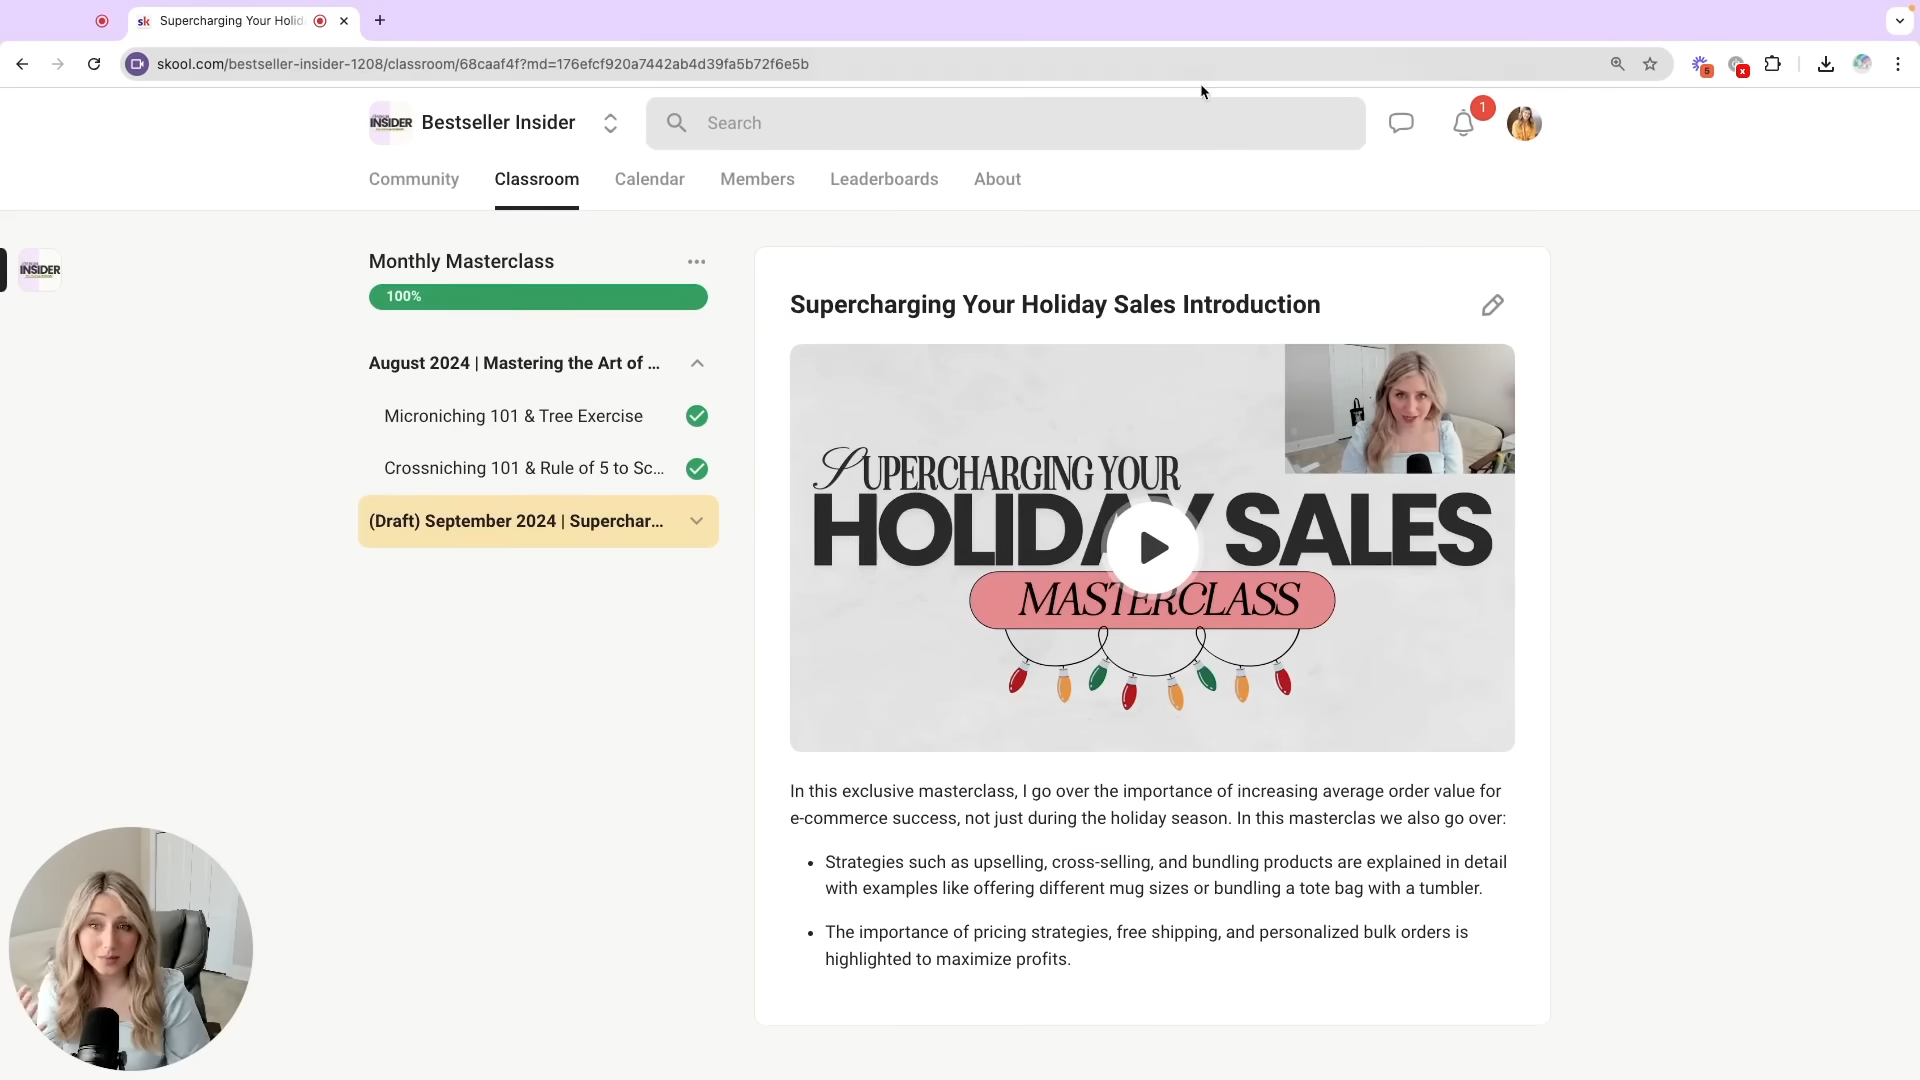 sk Supercharging Your Holid
skool.com/bestseller-insider-1208/classroom/68caaf4f?md=176efcf920a7442ab4d39fa5b72f6e5b
5
x
INSIDER
Bestseller Insider
Search
1
Community
Classroom
Calendar
Members
Leaderboards
About
INSIDER
Monthly Masterclass
100%
August 2024 | Mastering the Art of ...
Microniching 101 & Tree Exercise
Crossniching 101 & Rule of 5 to Sc...
(Draft) September 2024 | Superchar...
Supercharging Your Holiday Sales Introduction
SUPERCHARGING YOUR
HOLIDAY SALES
MASTERCLASS
In this exclusive masterclass, I go over the importance of increasing average order value for
e-commerce success, not just during the holiday season. In this masterclas we also go over:
• Strategies such as upselling, cross-selling, and bundling products are explained in detail
with examples like offering different mug sizes or bundling a tote bag with a tumbler.
• The importance of pricing strategies, free shipping, and personalized bulk orders is
highlighted to maximize profits.